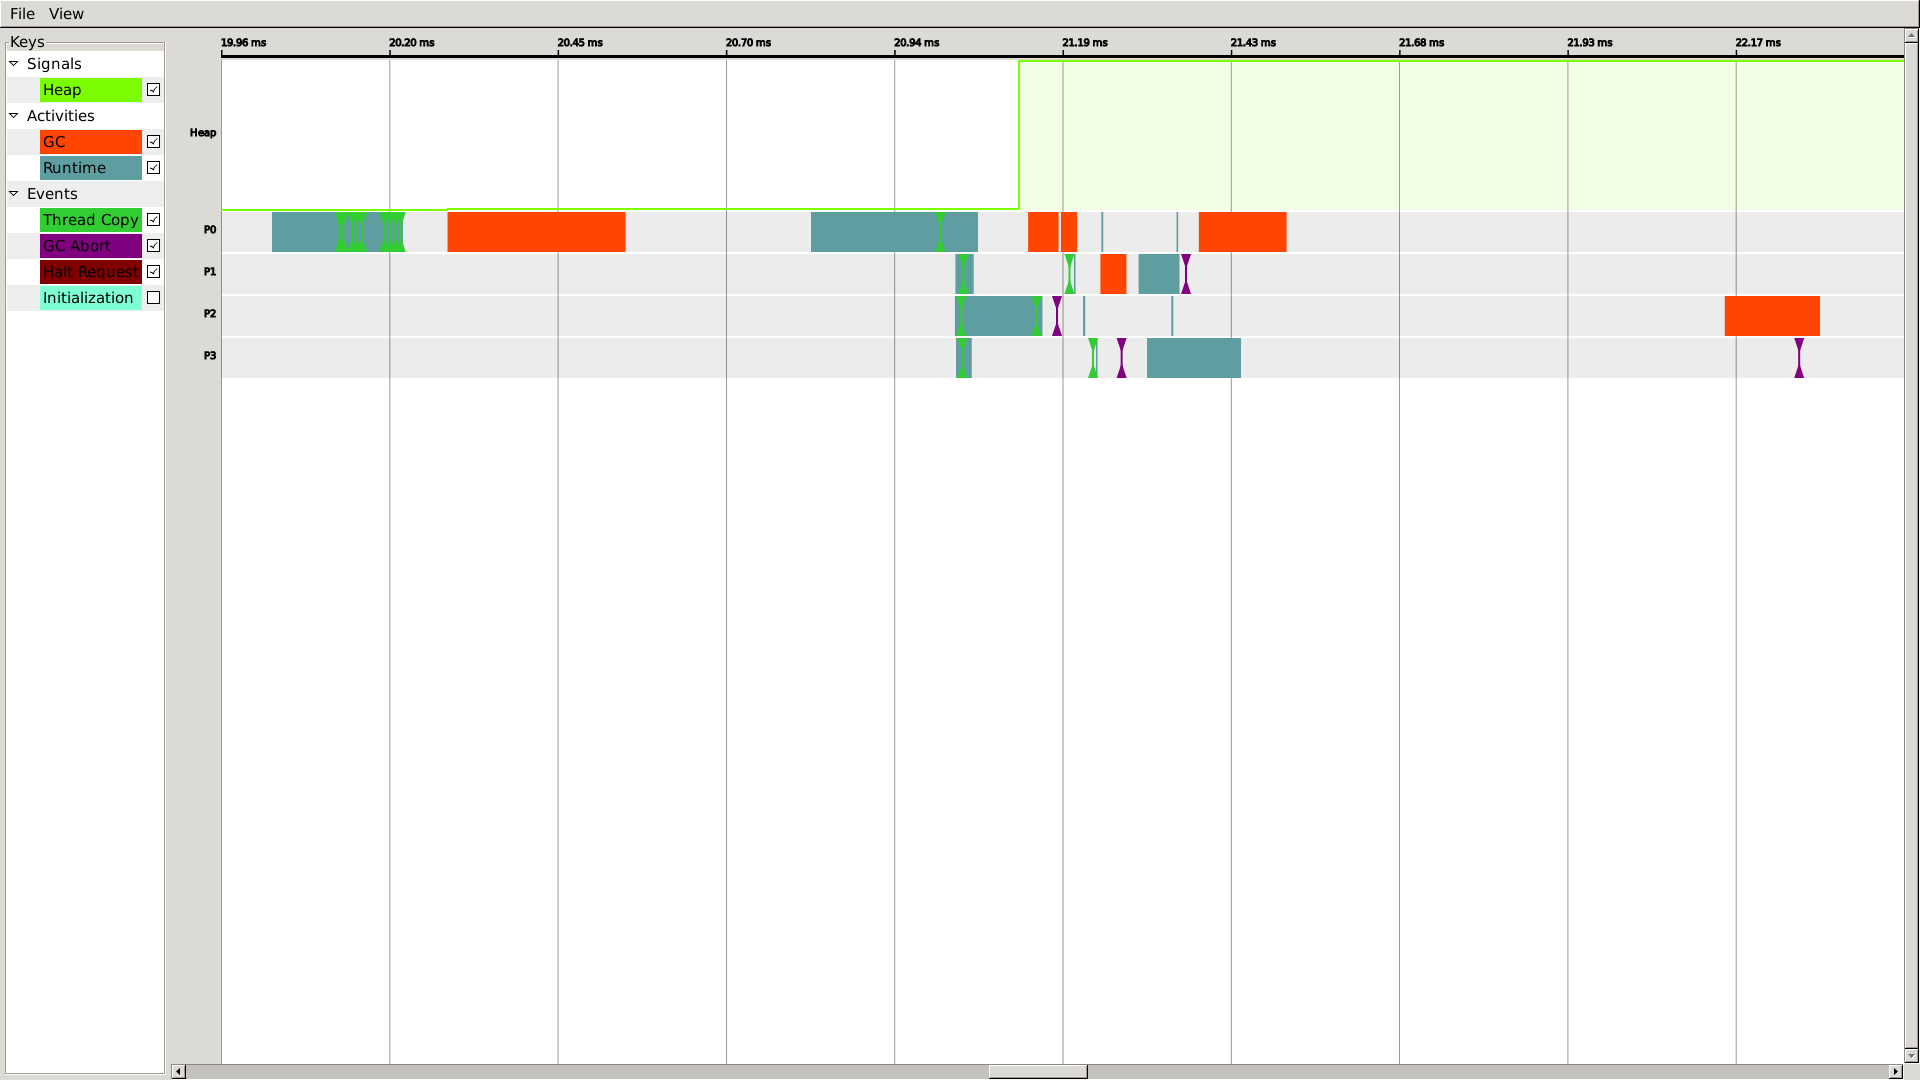 File View
Keys
Signals
Heap
Activities
GC
Runtime
Events
Thread Copy
GC Abort
Halt Request
Initialization
19.96 ms 20.20 ms 20.45 ms 20.70 ms 20.94 ms 21.19 ms 21.43 ms 21.68 ms 21.93 ms 22.17 ms
Heap
P0
P1
P2
P3